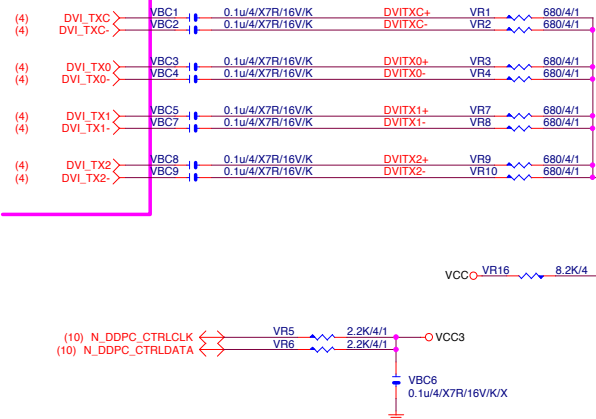 (4) DVI_TXC VBC1 0.1u/4/X7R/16V/K DVITXC+ VR1 680/4/1
(4) DVI_TXC- VBC2 0.1u/4/X7R/16V/K DVITXC- VR2 680/4/1
(4) DVI_TX0 VBC3 0.1u/4/X7R/16V/K DVITX0+ VR3 680/4/1
(4) DVI_TX0- VBC4 0.1u/4/X7R/16V/K DVITX0- VR4 680/4/1
(4) DVI_TX1 VBC5 0.1u/4/X7R/16V/K DVITX1+ VR7 680/4/1
(4) DVI_TX1- VBC7 0.1u/4/X7R/16V/K DVITX1- VR8 680/4/1
(4) DVI_TX2 VBC8 0.1u/4/X7R/16V/K DVITX2+ VR9 680/4/1
(4) DVI_TX2- VBC9 0.1u/4/X7R/16V/K DVITX2- VR10 680/4/1
VCC VR16 8.2K/4
(10) N_DDPC_CTRLCLK VR5 2.2K/4/1 VCC3
(10) N_DDPC_CTRLDATA VR6 2.2K/4/1
VBC6
0.1u/4/X7R/16V/K/X